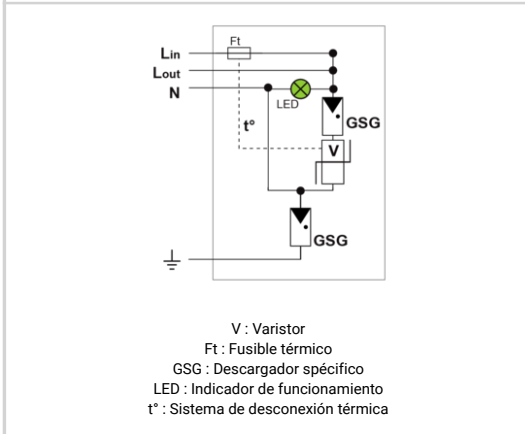 Ft
Lin
Lout
N
LED
GSG
t°
V
GSG
V : Varistor
Ft : Fusible térmico
GSG : Descargador spécifico
LED : Indicador de funcionamiento
t° : Sistema de desconexión térmica